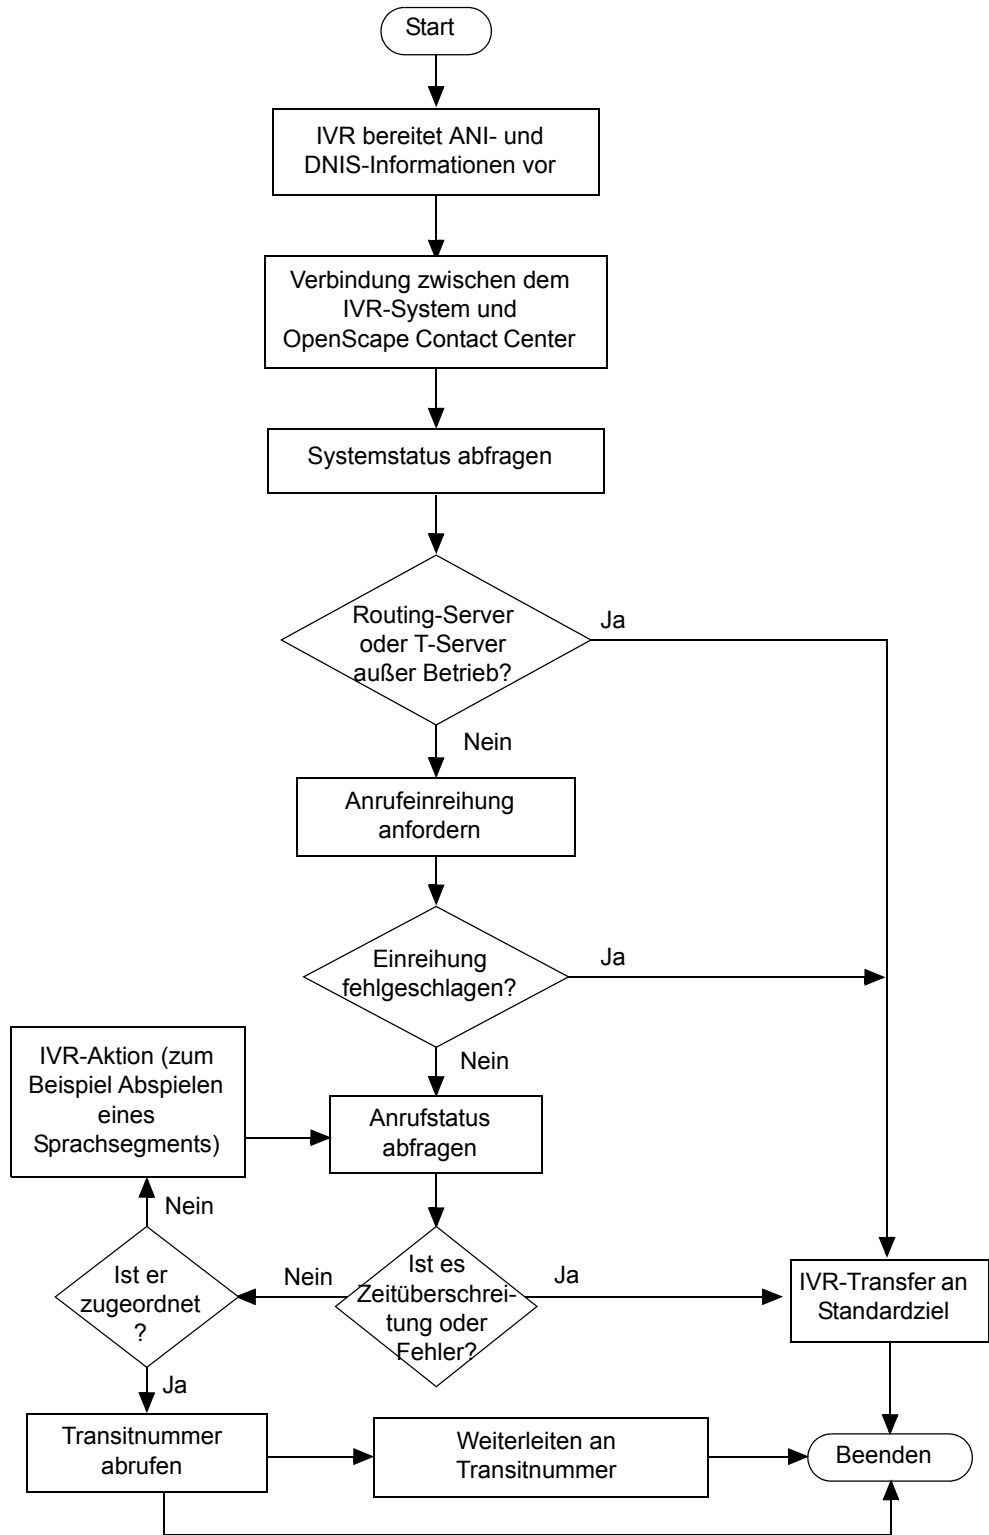 Start
IVR bereitet ANI- und
DNIS-Informationen vor
Verbindung zwischen dem
IVR-System und
OpenScape Contact Center
Systemstatus abfragen
Routing-Server
oder T-Server
außer Betrieb?
Ja
Nein
Anrufeinreihung
anfordern
Einreihung
fehlgeschlagen?
Ja
Nein
IVR-Aktion (zum
Beispiel Abspielen
eines
Sprachsegments)
Anrufstatus
abfragen
Nein
Ist er
zugeordnet
?
Nein
Ist es
Zeitüberschrei-
tung oder
Fehler?
Ja
IVR-Transfer an
Standardziel
Ja
Transitnummer
abrufen
Weiterleiten an
Transitnummer
Beenden